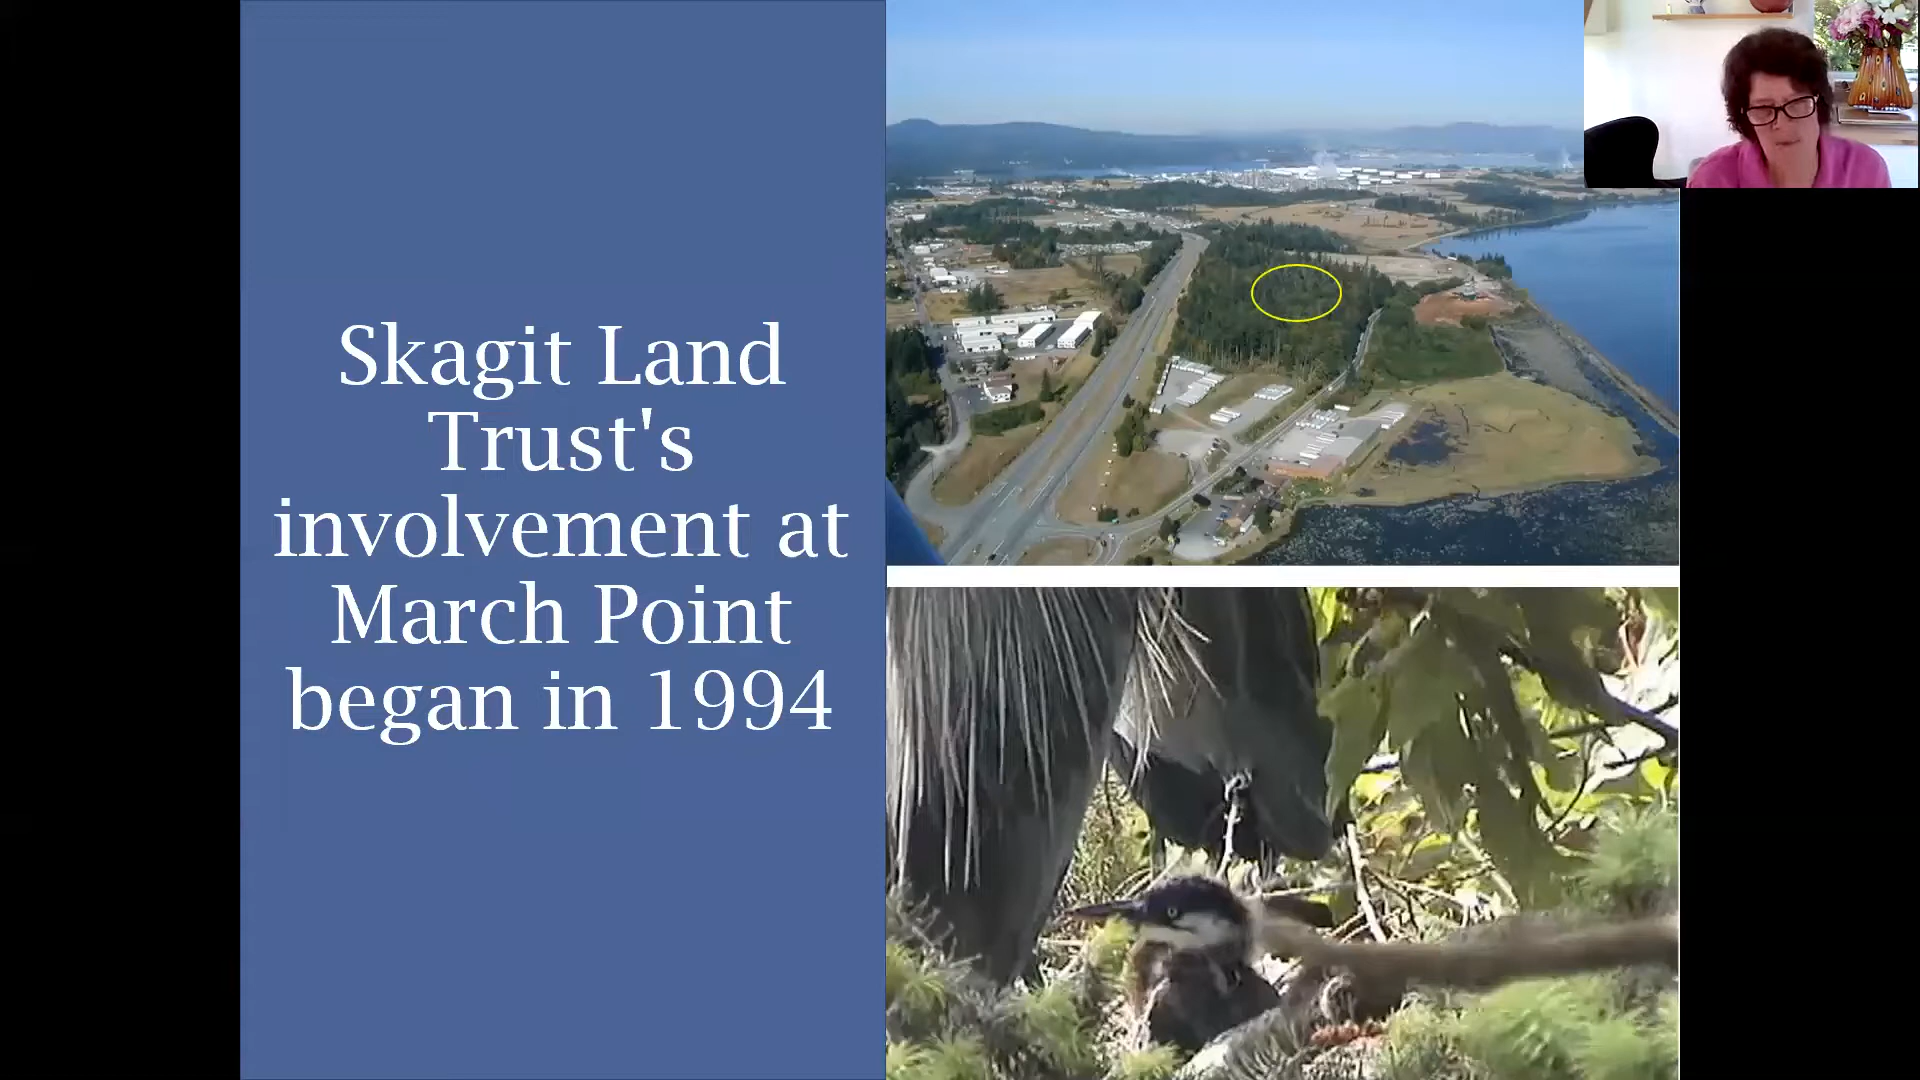 Skagit Land
Trust's
involvement at
March Point
began in 1994